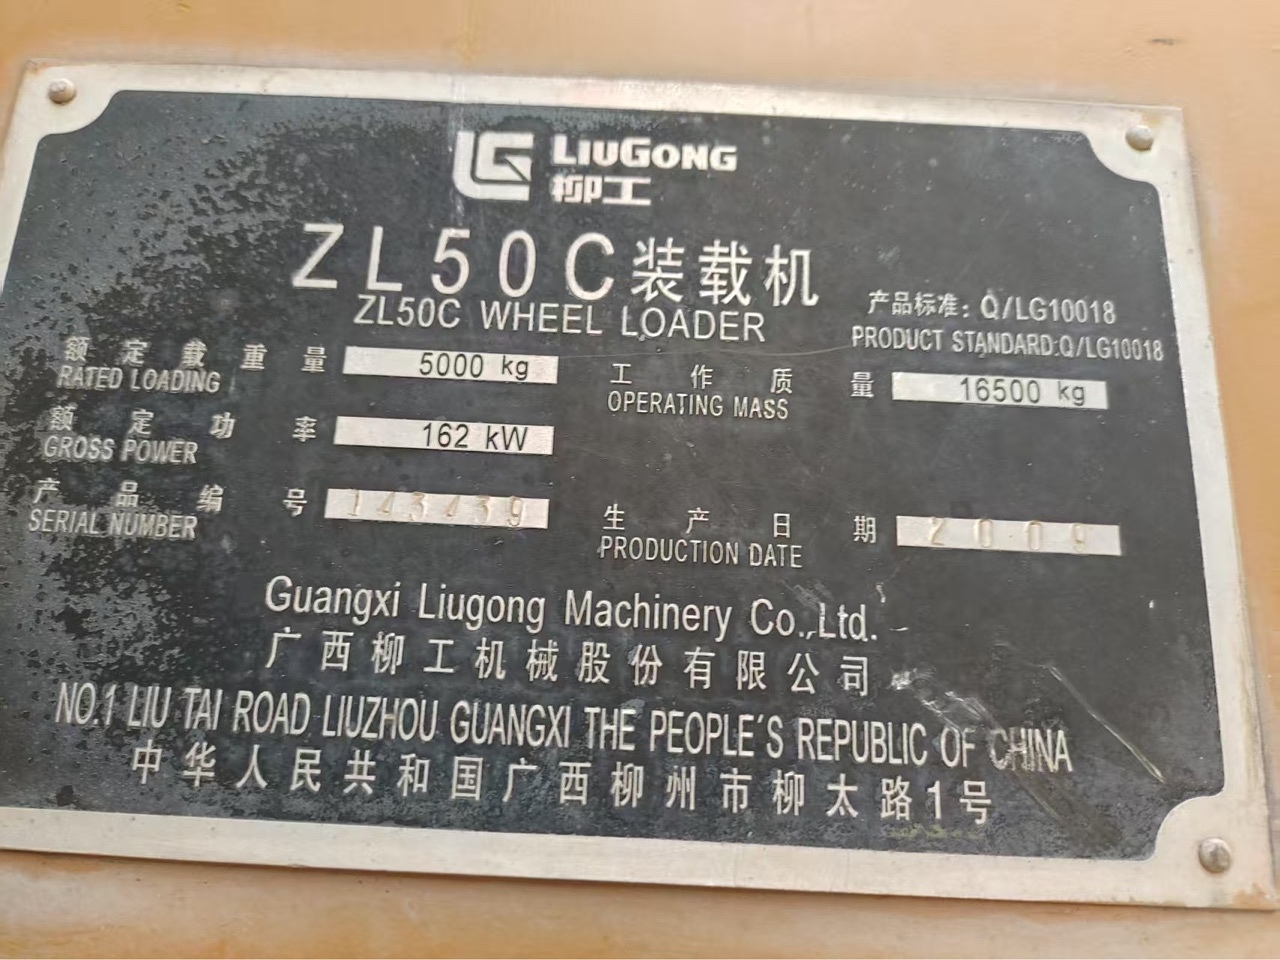 LG LIUGONG
柳工
ZL50C装载机
ZL50C WHEEL LOADER
产品标准：Q/LG10018
PRODUCT STANDARD:Q/LG10018
额定载重量 5000 kg
RATED LOADING
工作质量 16500 kg
OPERATING MASS
额定功率 162 kW
GROSS POWER
产品编号 143439
SERIAL NUMBER
生产日期 2009
PRODUCTION DATE
Guangxi Liugong Machinery Co.,Ltd.
广西柳工机械股份有限公司
NO.1 LIU TAI ROAD LIUZHOU GUANGXI THE PEOPLE´S REPUBLIC OF CHINA
中华人民共和国广西柳州市柳太路1号